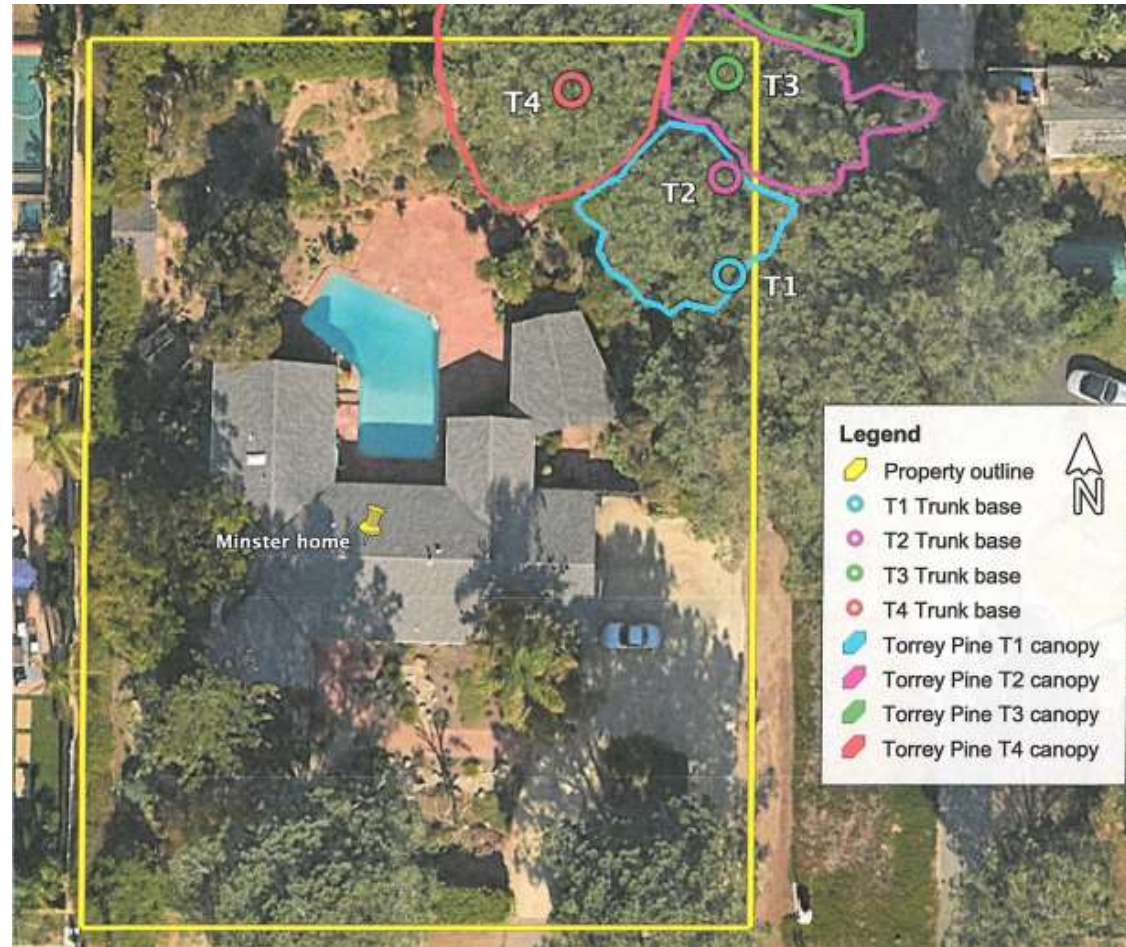 T4
T3
T2
T1
Minster home
Legend
N
Property outline
T1 Trunk base
T2 Trunk base
T3 Trunk base
T4 Trunk base
Torrey Pine T1 canopy
Torrey Pine T2 canopy
Torrey Pine T3 canopy
Torrey Pine T4 canopy